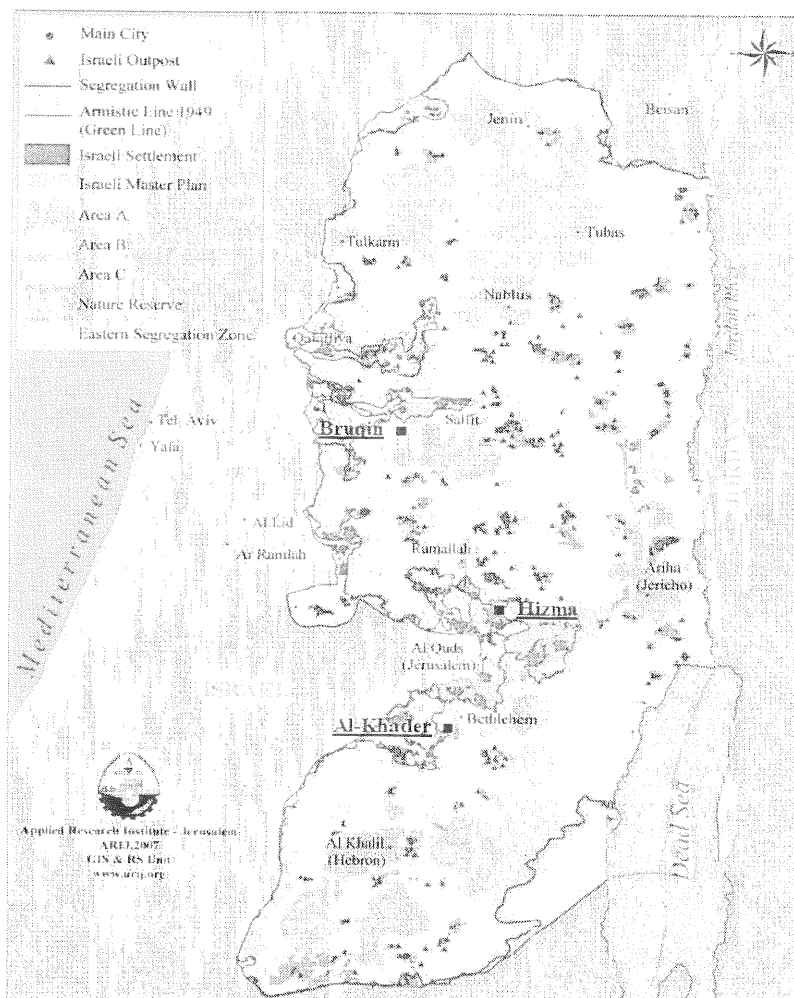 Main City
Israeli Outpost
Segregation Wall
Armistic Line 1949
(Green Line)
Israeli Settlement
Israeli Master Plan
Area A
Area B
Area C
Nature Reserve
Eastern Segregation Zone
Jenin
Beisan
Tulkarm
Tubas
Nablus
Qalqiliya
Salfit
Bruqin
Tel Aviv
Yafa
Mediterranean Sea
Al Lid
Ar Ramlah
Ramallah
Ariha
(Jericho)
Hizma
Al Quds
(Jerusalem)
ISRAEL
Al-Khader
Bethlehem
Dead Sea
Al Khalil
(Hebron)
Applied Research Institute - Jerusalem
ARIJ,2007
GIS & RS Unit
www.arij.org